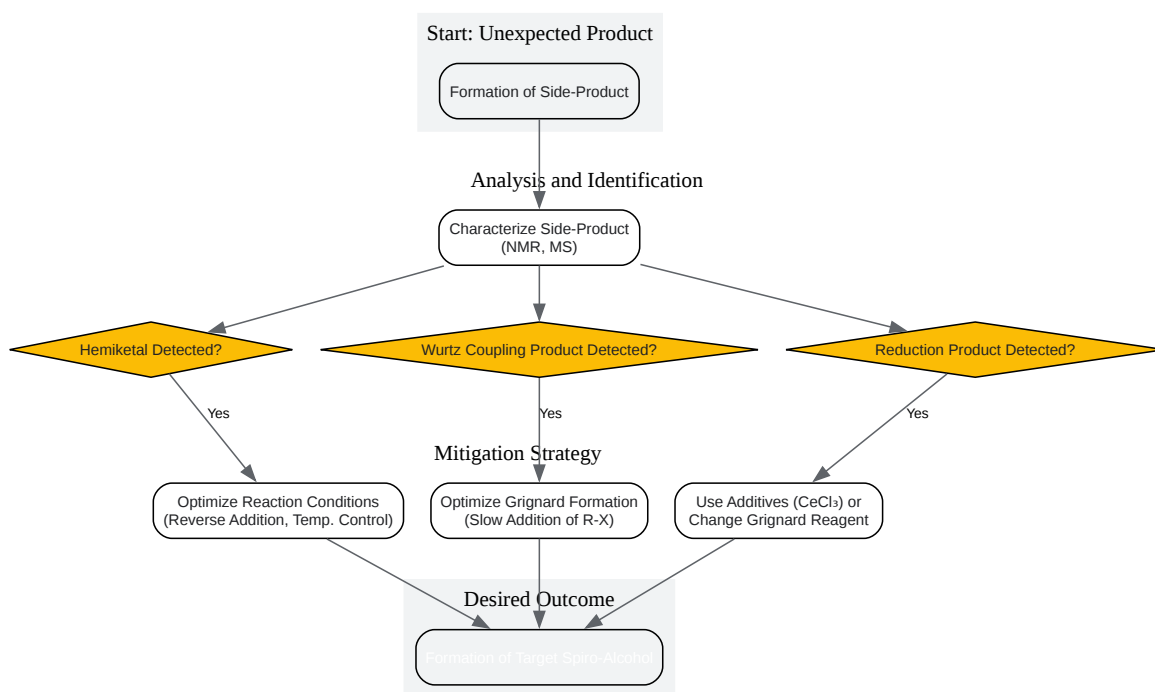 Start: Unexpected Product
Formation of Side-Product
Analysis and Identification
Characterize Side-Product
(NMR, MS)
Hemiketal Detected?
Wurtz Coupling Product Detected?
Reduction Product Detected?
Yes
Yes
Yes
Mitigation Strategy
Optimize Reaction Conditions
(Reverse Addition, Temp. Control)
Optimize Grignard Formation
(Slow Addition of R-X)
Use Additives (CeCl₃) or
Change Grignard Reagent
Desired Outcome
Formation of Target Spiro-Alcohol